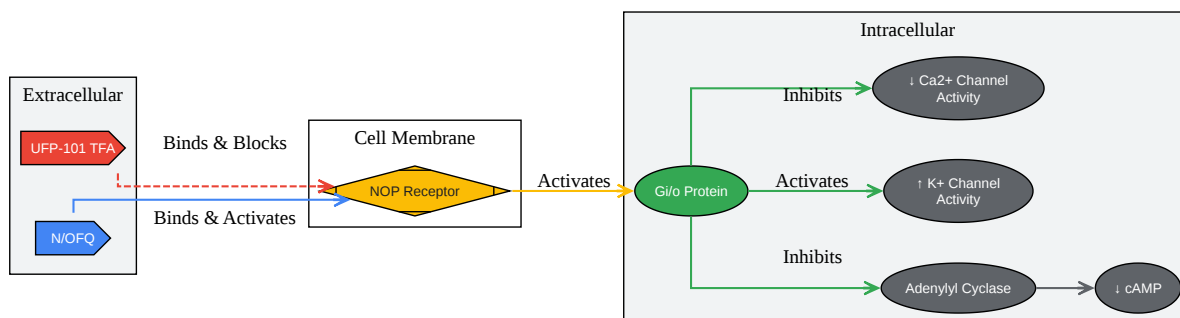 Extracellular
UFP-101 TFA
N/OFQ
Binds & Blocks
Binds & Activates
Cell Membrane
NOP Receptor
Activates
Intracellular
Gi/o Protein
Inhibits
↓ Ca2+ Channel
Activity
Activates
↑ K+ Channel
Activity
Inhibits
Adenylyl Cyclase
↓ cAMP